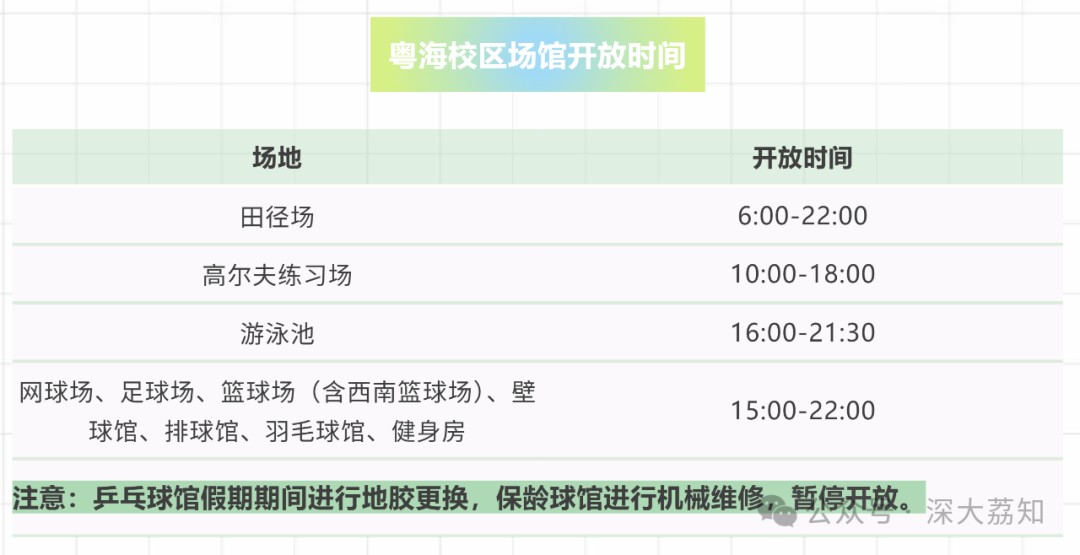 粤海校区场馆开放时间
场地 开放时间
田径场 6:00-22:00
高尔夫练习场 10:00-18:00
游泳池 16:00-21:30
网球场、足球场、篮球场（含西南篮球场）、壁
球馆、排球馆、羽毛球馆、健身房 15:00-22:00
注意：乒乓球馆假期期间进行地胶更换，保龄球馆进行机械维修，暂停开放。
公众号 · 深大荔知